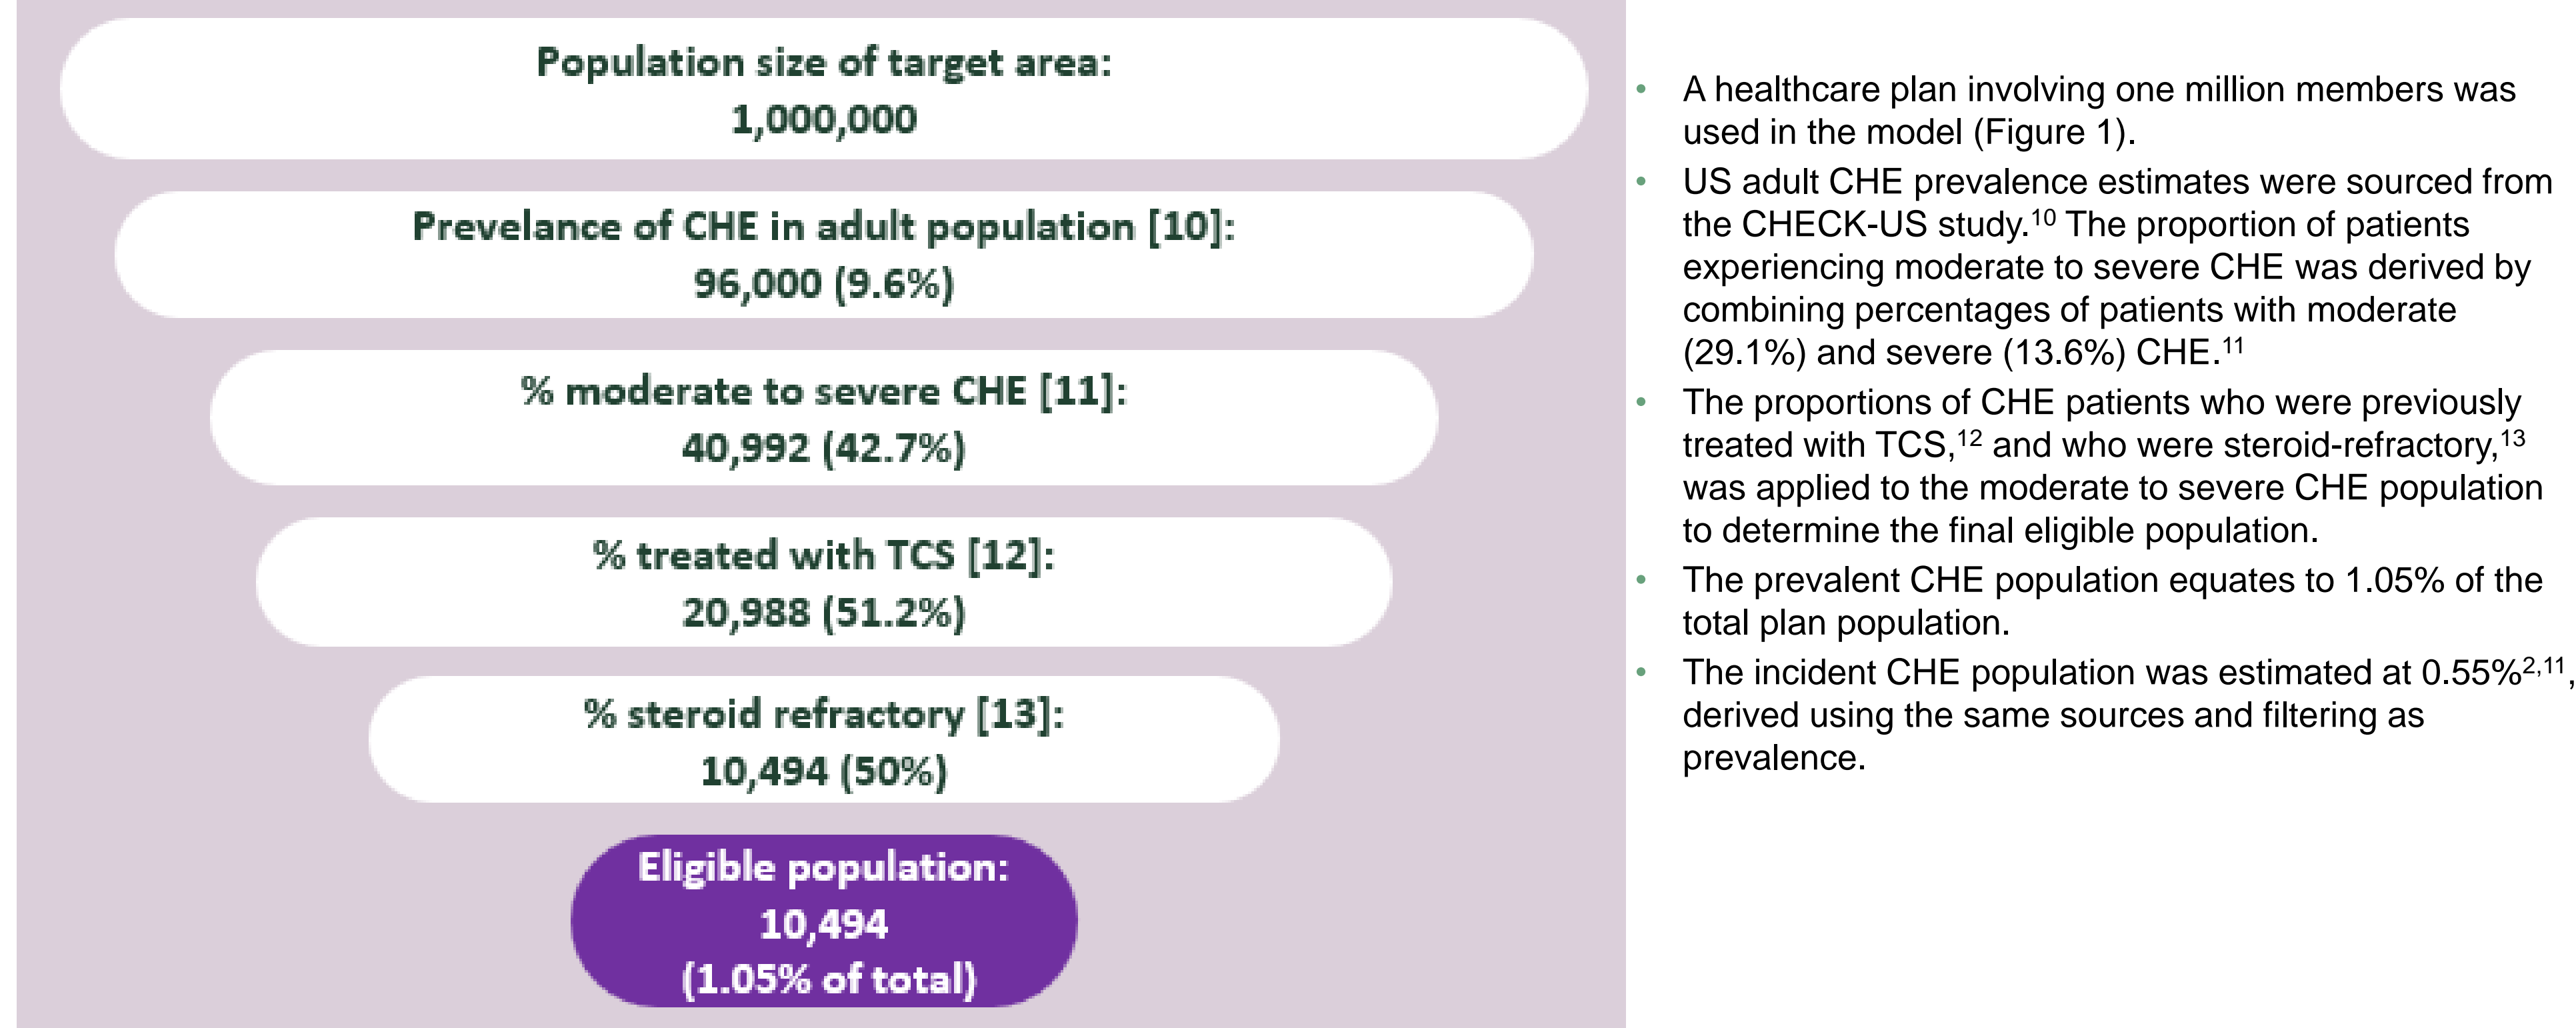 Population size of target area:
1,000,000
Prevelance of CHE in adult population [10]:
96,000 (9.6%)
% moderate to severe CHE [11]:
40,992 (42.7%)
% treated with TCS [12]:
20,988 (51.2%)
% steroid refractory [13]:
10,494 (50%)
Eligible population:
10,494
(1.05% of total)
• A healthcare plan involving one million members was
used in the model (Figure 1).
• US adult CHE prevalence estimates were sourced from
the CHECK-US study.10 The proportion of patients
experiencing moderate to severe CHE was derived by
combining percentages of patients with moderate
(29.1%) and severe (13.6%) CHE.11
• The proportions of CHE patients who were previously
treated with TCS,12 and who were steroid-refractory,13
was applied to the moderate to severe CHE population
to determine the final eligible population.
• The prevalent CHE population equates to 1.05% of the
total plan population.
• The incident CHE population was estimated at 0.55%2,11,
derived using the same sources and filtering as
prevalence.